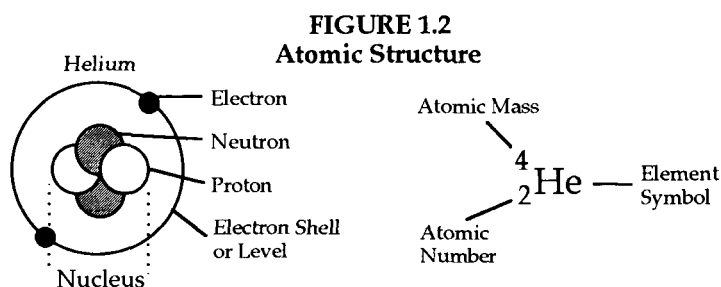 FIGURE 1.2
Atomic Structure
Helium
Electron
Neutron
Proton
Electron Shell
or Level
Nucleus
Atomic Mass
4
2He
Element
Symbol
Atomic
Number